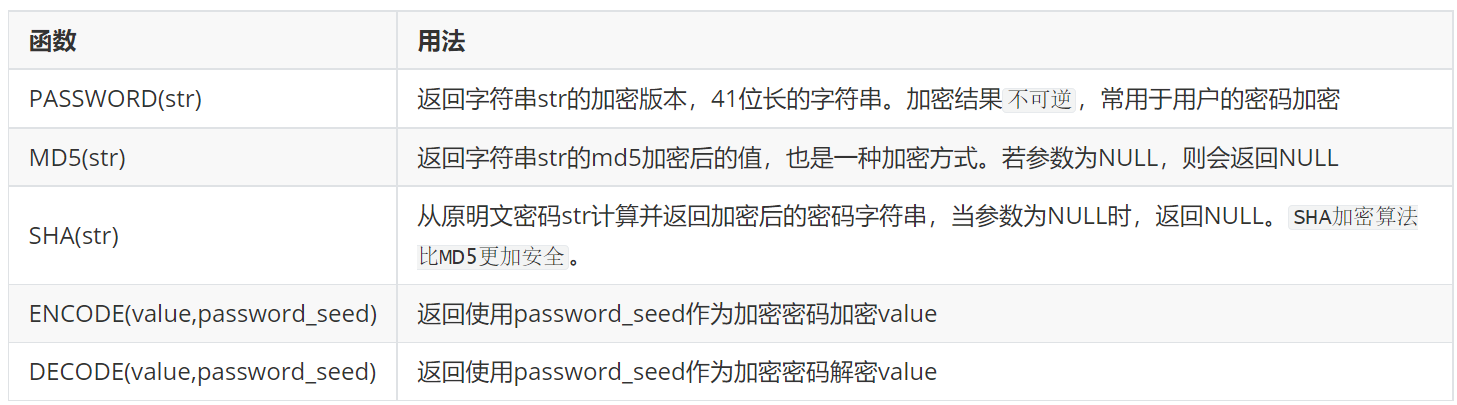 函数 用法
PASSWORD(str) 返回字符串str的加密版本，41位长的字符串。加密结果 不可逆 ，常用于用户的密码加密
MD5(str) 返回字符串str的md5加密后的值，也是一种加密方式。若参数为NULL，则会返回NULL
SHA(str) 从原明文密码str计算并返回加密后的密码字符串，当参数为NULL时，返回NULL。 SHA加密算法
比MD5更加安全 。
ENCODE(value,password_seed) 返回使用password_seed作为加密密码加密value
DECODE(value,password_seed) 返回使用password_seed作为加密密码解密value